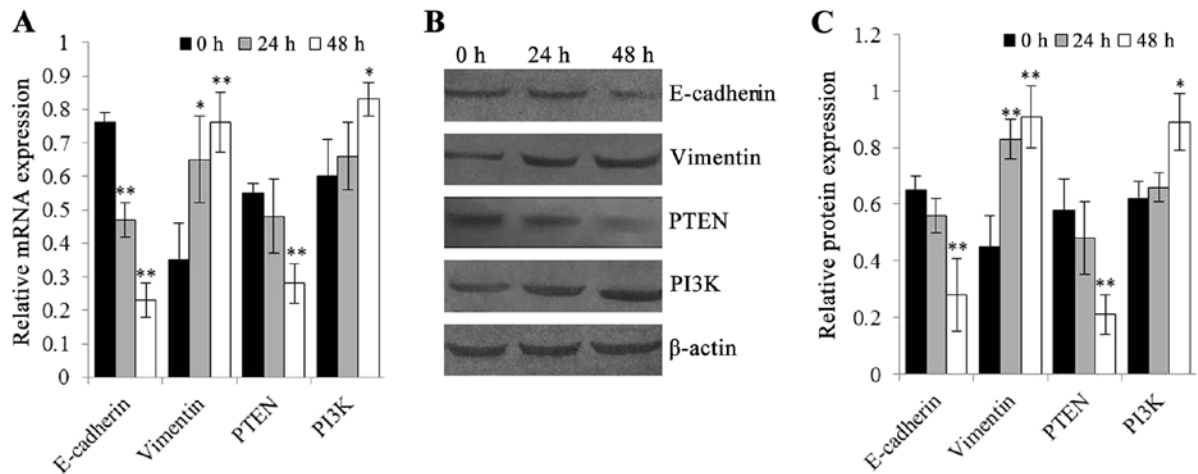 A
Relative mRNA expression
1
0.9
0.8
0.7
0.6
0.5
0.4
0.3
0.2
0.1
0
0 h 24 h 48 h
** ** * ** ** *
E-cadherin Vimentin PTEN PI3K
B
0 h 24 h 48 h
E-cadherin
Vimentin
PTEN
PI3K
β-actin
C
Relative protein expression
1.2
1
0.8
0.6
0.4
0.2
0
0 h 24 h 48 h
** ** ** ** *
E-cadherin Vimentin PTEN PI3K